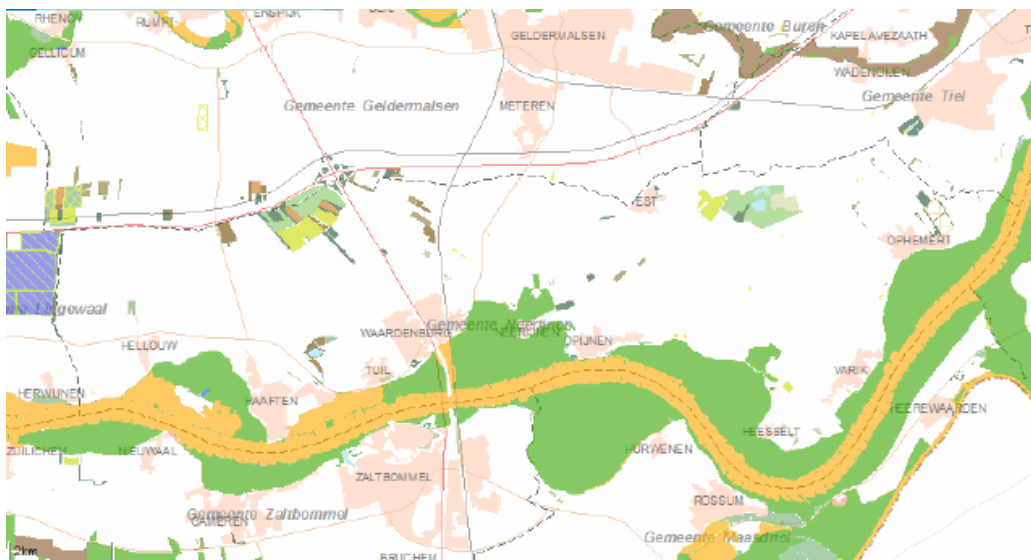 RHENOY
RUMPT
ENSPIJK
DEIL
GELLICUM
GELDERMALSEN
Gemeente Buren
KAPEL AVEZAATH
WADENOIJEN
Gemeente Tiel
Gemeente Geldermalsen
METEREN
EST
OPHEMERT
Lingewaal
WAARDENBURG
Gemeente Neerijnen
NEERIJNEN
OPIJNEN
HELLOUW
TUIL
VARIK
HERWIJNEN
HAAFTEN
HEEREWAARDEN
HEESSELT
ZUILICHEM
NIEUWAAL
HURWENEN
ZALTBOMMEL
ROSSUM
Gemeente Zaltbommel
GAMEREN
Gemeente Maasdriel
2km
BRUCHEM